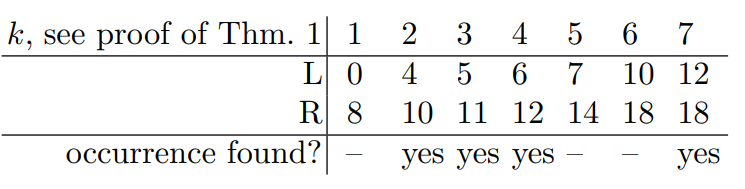 k, see proof of Thm. 1 1 2 3 4 5 6 7
L 0 4 5 6 7 10 12
R 8 10 11 12 14 18 18
occurrence found? – yes yes yes – – yes